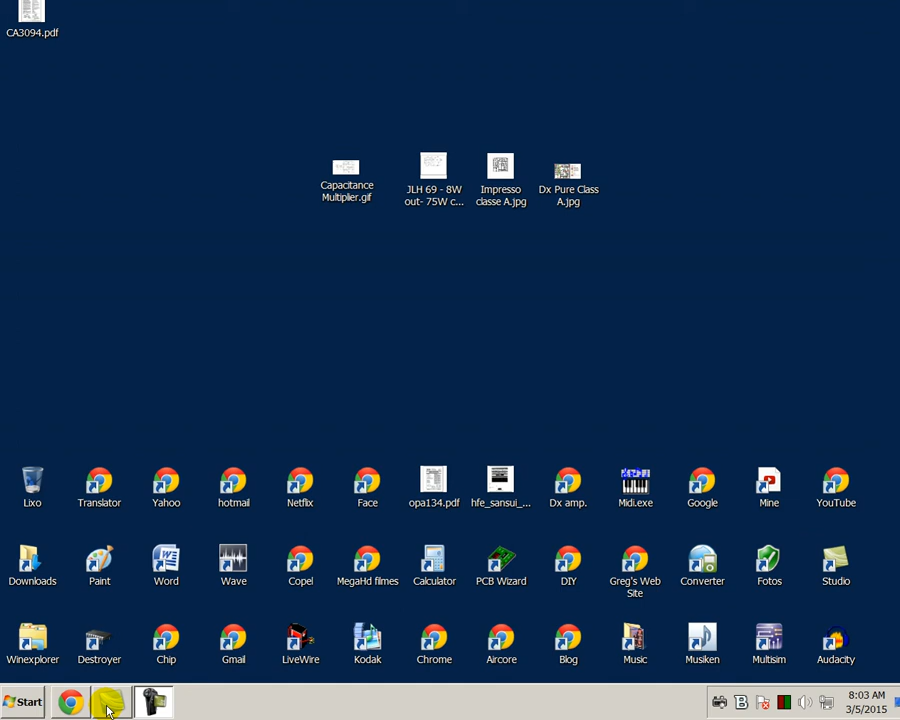 CA3094.pdf
Capacitance
Multiplier.gif
JLH 69 - 8W
out- 75W c...
Impresso
classe A.jpg
Dx Pure Class
A.jpg
Lixo
Translator
Yahoo
hotmail
Netflix
Face
opa134.pdf
hfe_sansui_...
Dx amp.
Midi.exe
Google
Mine
YouTube
Downloads
Paint
Word
Wave
Copel
MegaHd filmes
Calculator
PCB Wizard
DIY
Greg's Web
Site
Converter
Fotos
Studio
Winexplorer
Destroyer
Chip
Gmail
LiveWire
Kodak
Chrome
Aircore
Blog
Music
Musiken
Multisim
Audacity
Start
8:03 AM
3/5/2015